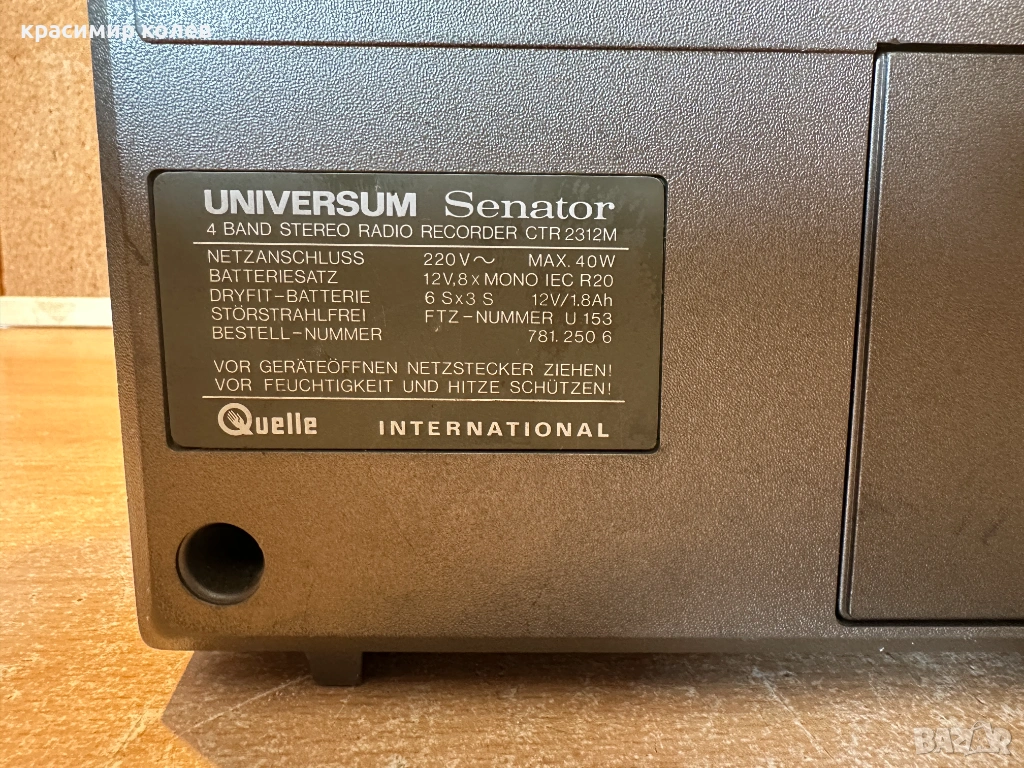 красимир колев
UNIVERSUM Senator
4 BAND STEREO RADIO RECORDER CTR 2312M
NETZANSCHLUSS 220V~ MAX. 40W
BATTERIESATZ 12V,8xMONO IEC R20
DRYFIT-BATTERIE 6 Sx3 S 12V/1.8Ah
STÖRSTRAHLFREI FTZ-NUMMER U 153
BESTELL-NUMMER 781. 250 6
VOR GERÄTEÖFFNEN NETZSTECKER ZIEHEN!
VOR FEUCHTIGKEIT UND HITZE SCHÜTZEN!
Quelle INTERNATIONAL
BAZAR